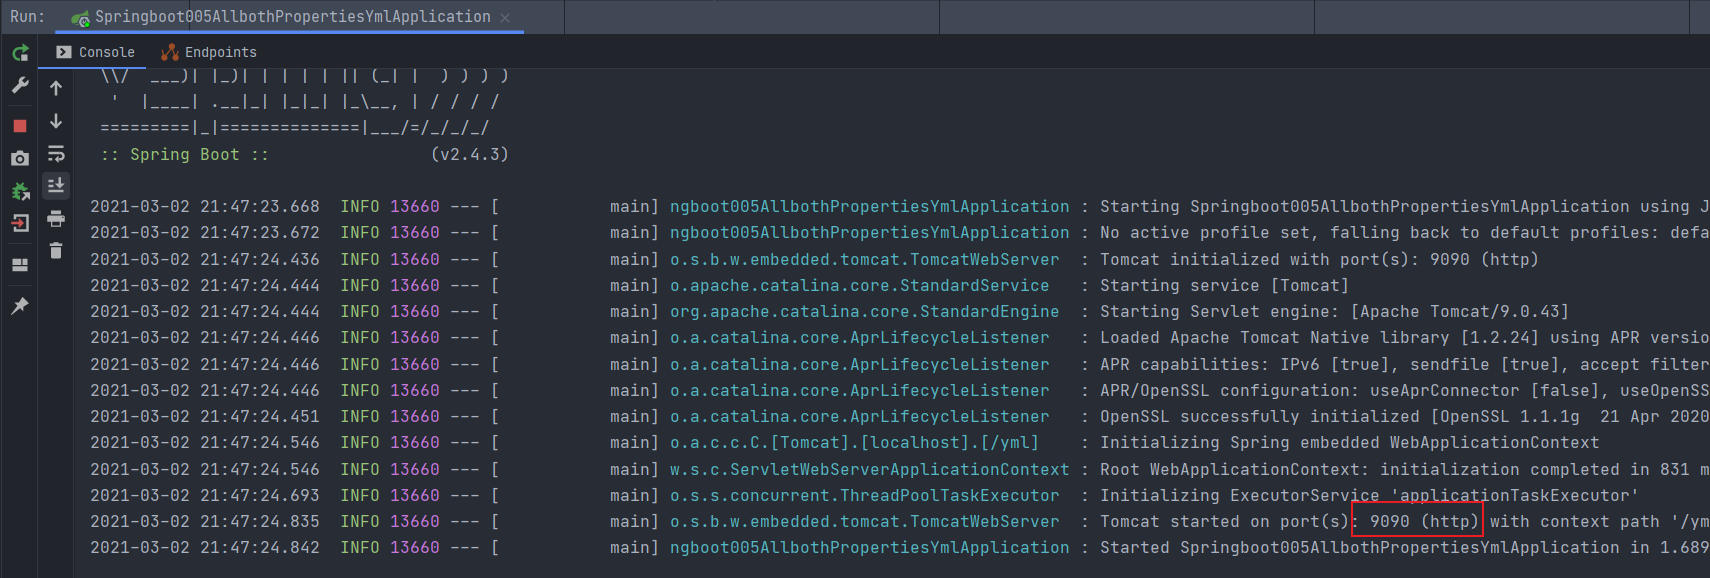 Run: Springboot005AllbothPropertiesYmlApplication ×
Console Endpoints
\\/  ___)| |_)| | | | | || (_| |  ) ) ) )
'  |____| .__|_| |_|_| |_\__, | / / / /
=========|_|==============|___/=/_/_/_/
:: Spring Boot ::                (v2.4.3)
2021-03-02 21:47:23.668  INFO 13660 --- [           main] ngboot005AllbothPropertiesYmlApplication : Starting Springboot005AllbothPropertiesYmlApplication using J
2021-03-02 21:47:23.672  INFO 13660 --- [           main] ngboot005AllbothPropertiesYmlApplication : No active profile set, falling back to default profiles: defa
2021-03-02 21:47:24.436  INFO 13660 --- [           main] o.s.b.w.embedded.tomcat.TomcatWebServer  : Tomcat initialized with port(s): 9090 (http)
2021-03-02 21:47:24.444  INFO 13660 --- [           main] o.apache.catalina.core.StandardService   : Starting service [Tomcat]
2021-03-02 21:47:24.444  INFO 13660 --- [           main] org.apache.catalina.core.StandardEngine  : Starting Servlet engine: [Apache Tomcat/9.0.43]
2021-03-02 21:47:24.446  INFO 13660 --- [           main] o.a.catalina.core.AprLifecycleListener   : Loaded Apache Tomcat Native library [1.2.24] using APR versio
2021-03-02 21:47:24.446  INFO 13660 --- [           main] o.a.catalina.core.AprLifecycleListener   : APR capabilities: IPv6 [true], sendfile [true], accept filter
2021-03-02 21:47:24.446  INFO 13660 --- [           main] o.a.catalina.core.AprLifecycleListener   : APR/OpenSSL configuration: useAprConnector [false], useOpenSS
2021-03-02 21:47:24.451  INFO 13660 --- [           main] o.a.catalina.core.AprLifecycleListener   : OpenSSL successfully initialized [OpenSSL 1.1.1g  21 Apr 2020
2021-03-02 21:47:24.546  INFO 13660 --- [           main] o.a.c.c.C.[Tomcat].[localhost].[/yml]    : Initializing Spring embedded WebApplicationContext
2021-03-02 21:47:24.546  INFO 13660 --- [           main] w.s.c.ServletWebServerApplicationContext : Root WebApplicationContext: initialization completed in 831 m
2021-03-02 21:47:24.693  INFO 13660 --- [           main] o.s.s.concurrent.ThreadPoolTaskExecutor  : Initializing ExecutorService 'applicationTaskExecutor'
2021-03-02 21:47:24.835  INFO 13660 --- [           main] o.s.b.w.embedded.tomcat.TomcatWebServer  : Tomcat started on port(s): 9090 (http) with context path '/ym
2021-03-02 21:47:24.842  INFO 13660 --- [           main] ngboot005AllbothPropertiesYmlApplication : Started Springboot005AllbothPropertiesYmlApplication in 1.689